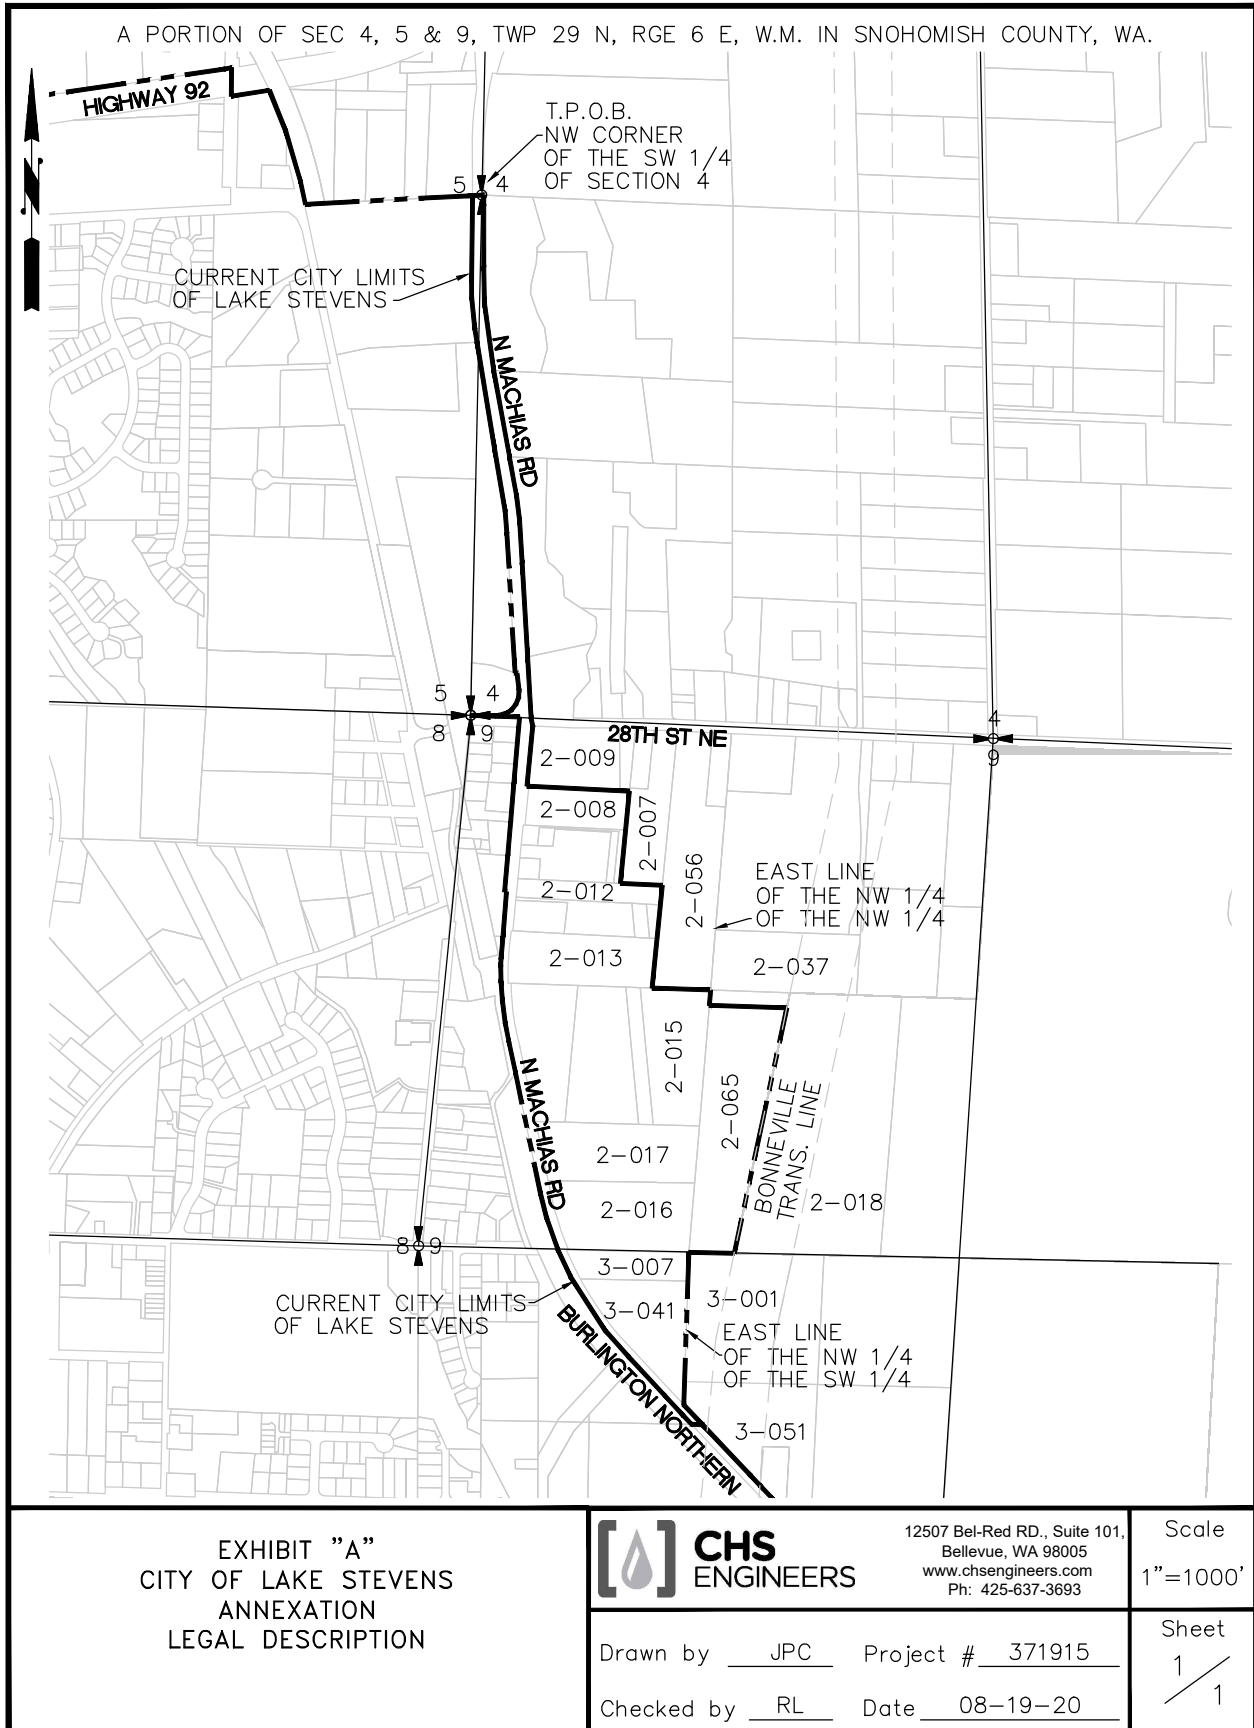 A PORTION OF SEC 4, 5 & 9, TWP 29 N, RGE 6 E, W.M. IN SNOHOMISH COUNTY, WA.
HIGHWAY 92
N
T.P.O.B.
NW CORNER
OF THE SW 1/4
OF SECTION 4
5 4
CURRENT CITY LIMITS
OF LAKE STEVENS
N MACHIAS RD
5 4
8 9
4
9
28TH ST NE
2-009
2-008
2-007
2-012
2-056
EAST LINE
OF THE NW 1/4
OF THE NW 1/4
2-013
2-037
2-015
2-065
N MACHIAS RD
BONNEVILLE
TRANS. LINE
2-017
2-018
2-016
8 9
3-007
CURRENT CITY LIMITS
OF LAKE STEVENS
3-041
3-001
EAST LINE
OF THE NW 1/4
OF THE SW 1/4
BURLINGTON NORTHERN
3-051
EXHIBIT "A"
CITY OF LAKE STEVENS
ANNEXATION
LEGAL DESCRIPTION
CHS
ENGINEERS
12507 Bel-Red RD., Suite 101,
Bellevue, WA 98005
www.chsengineers.com
Ph: 425-637-3693
Scale
1"=1000'
Drawn by JPC Project # 371915
Checked by RL Date 08-19-20
Sheet
1/1